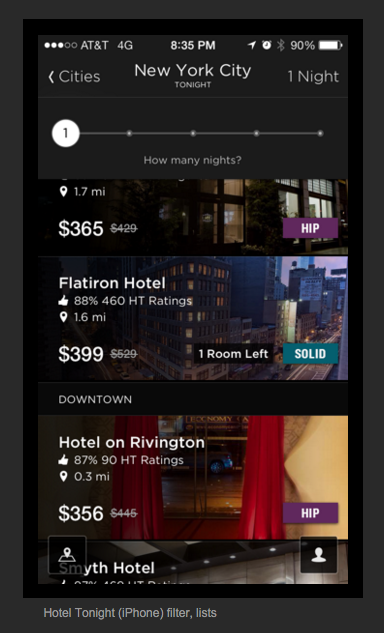 AT&T 4G 8:35 PM 90%
Cities New York City 1 Night
TONIGHT
1
How many nights?
1.7 mi
$365 $429 HIP
Flatiron Hotel
88% 460 HT Ratings
1.6 mi
$399 $529 1 Room Left SOLID
DOWNTOWN
Hotel on Rivington
87% 90 HT Ratings
0.3 mi
$356 $445 HIP
Smyth Hotel
Hotel Tonight (iPhone) filter, lists